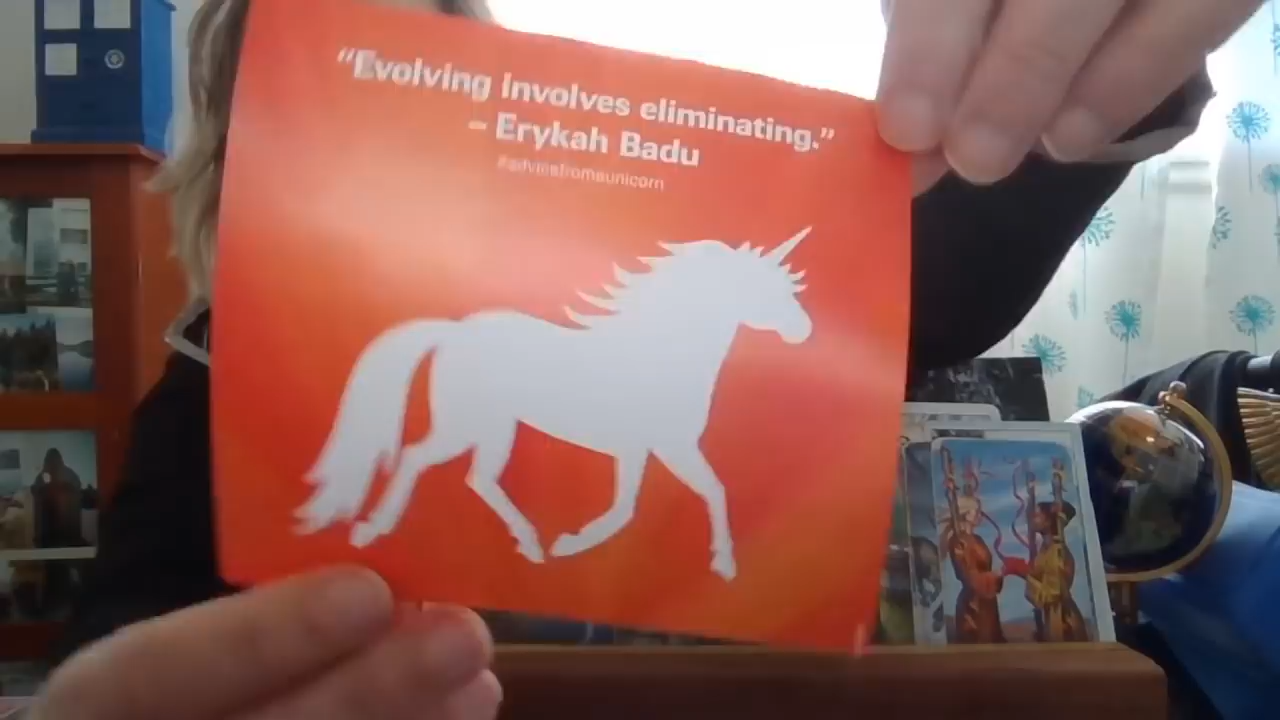 “Evolving involves eliminating.”
– Erykah Badu
#advicefromaunicorn